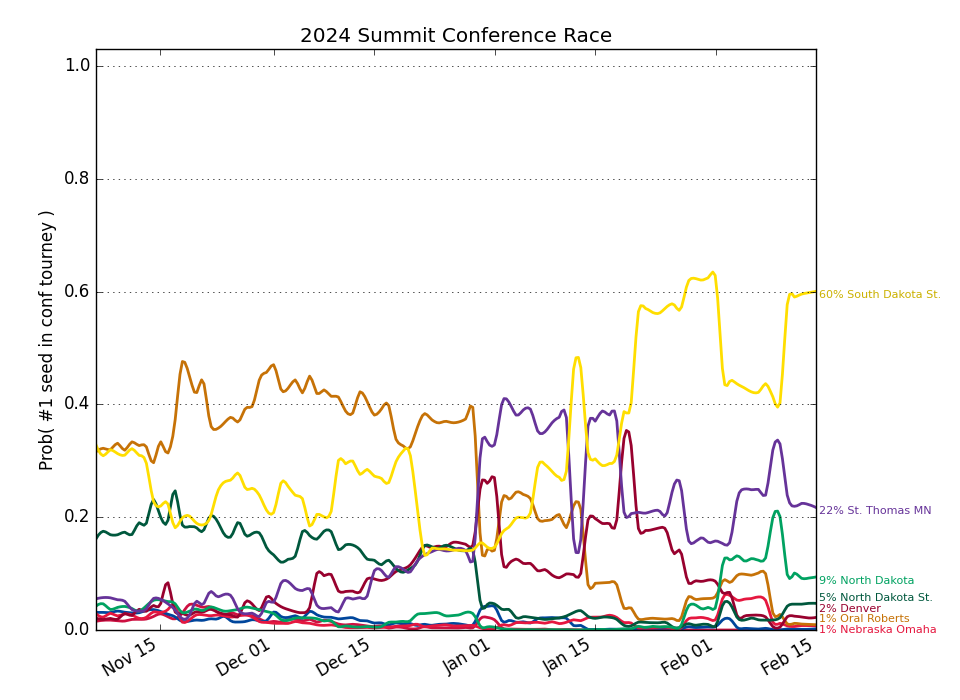 2024 Summit Conference Race
Prob( #1 seed in conf tourney )
1.0
0.8
0.6
0.4
0.2
0.0
Nov 15
Dec 01
Dec 15
Jan 01
Jan 15
Feb 01
Feb 15
60% South Dakota St.
22% St. Thomas MN
9% North Dakota
5% North Dakota St.
2% Denver
1% Oral Roberts
1% Nebraska Omaha